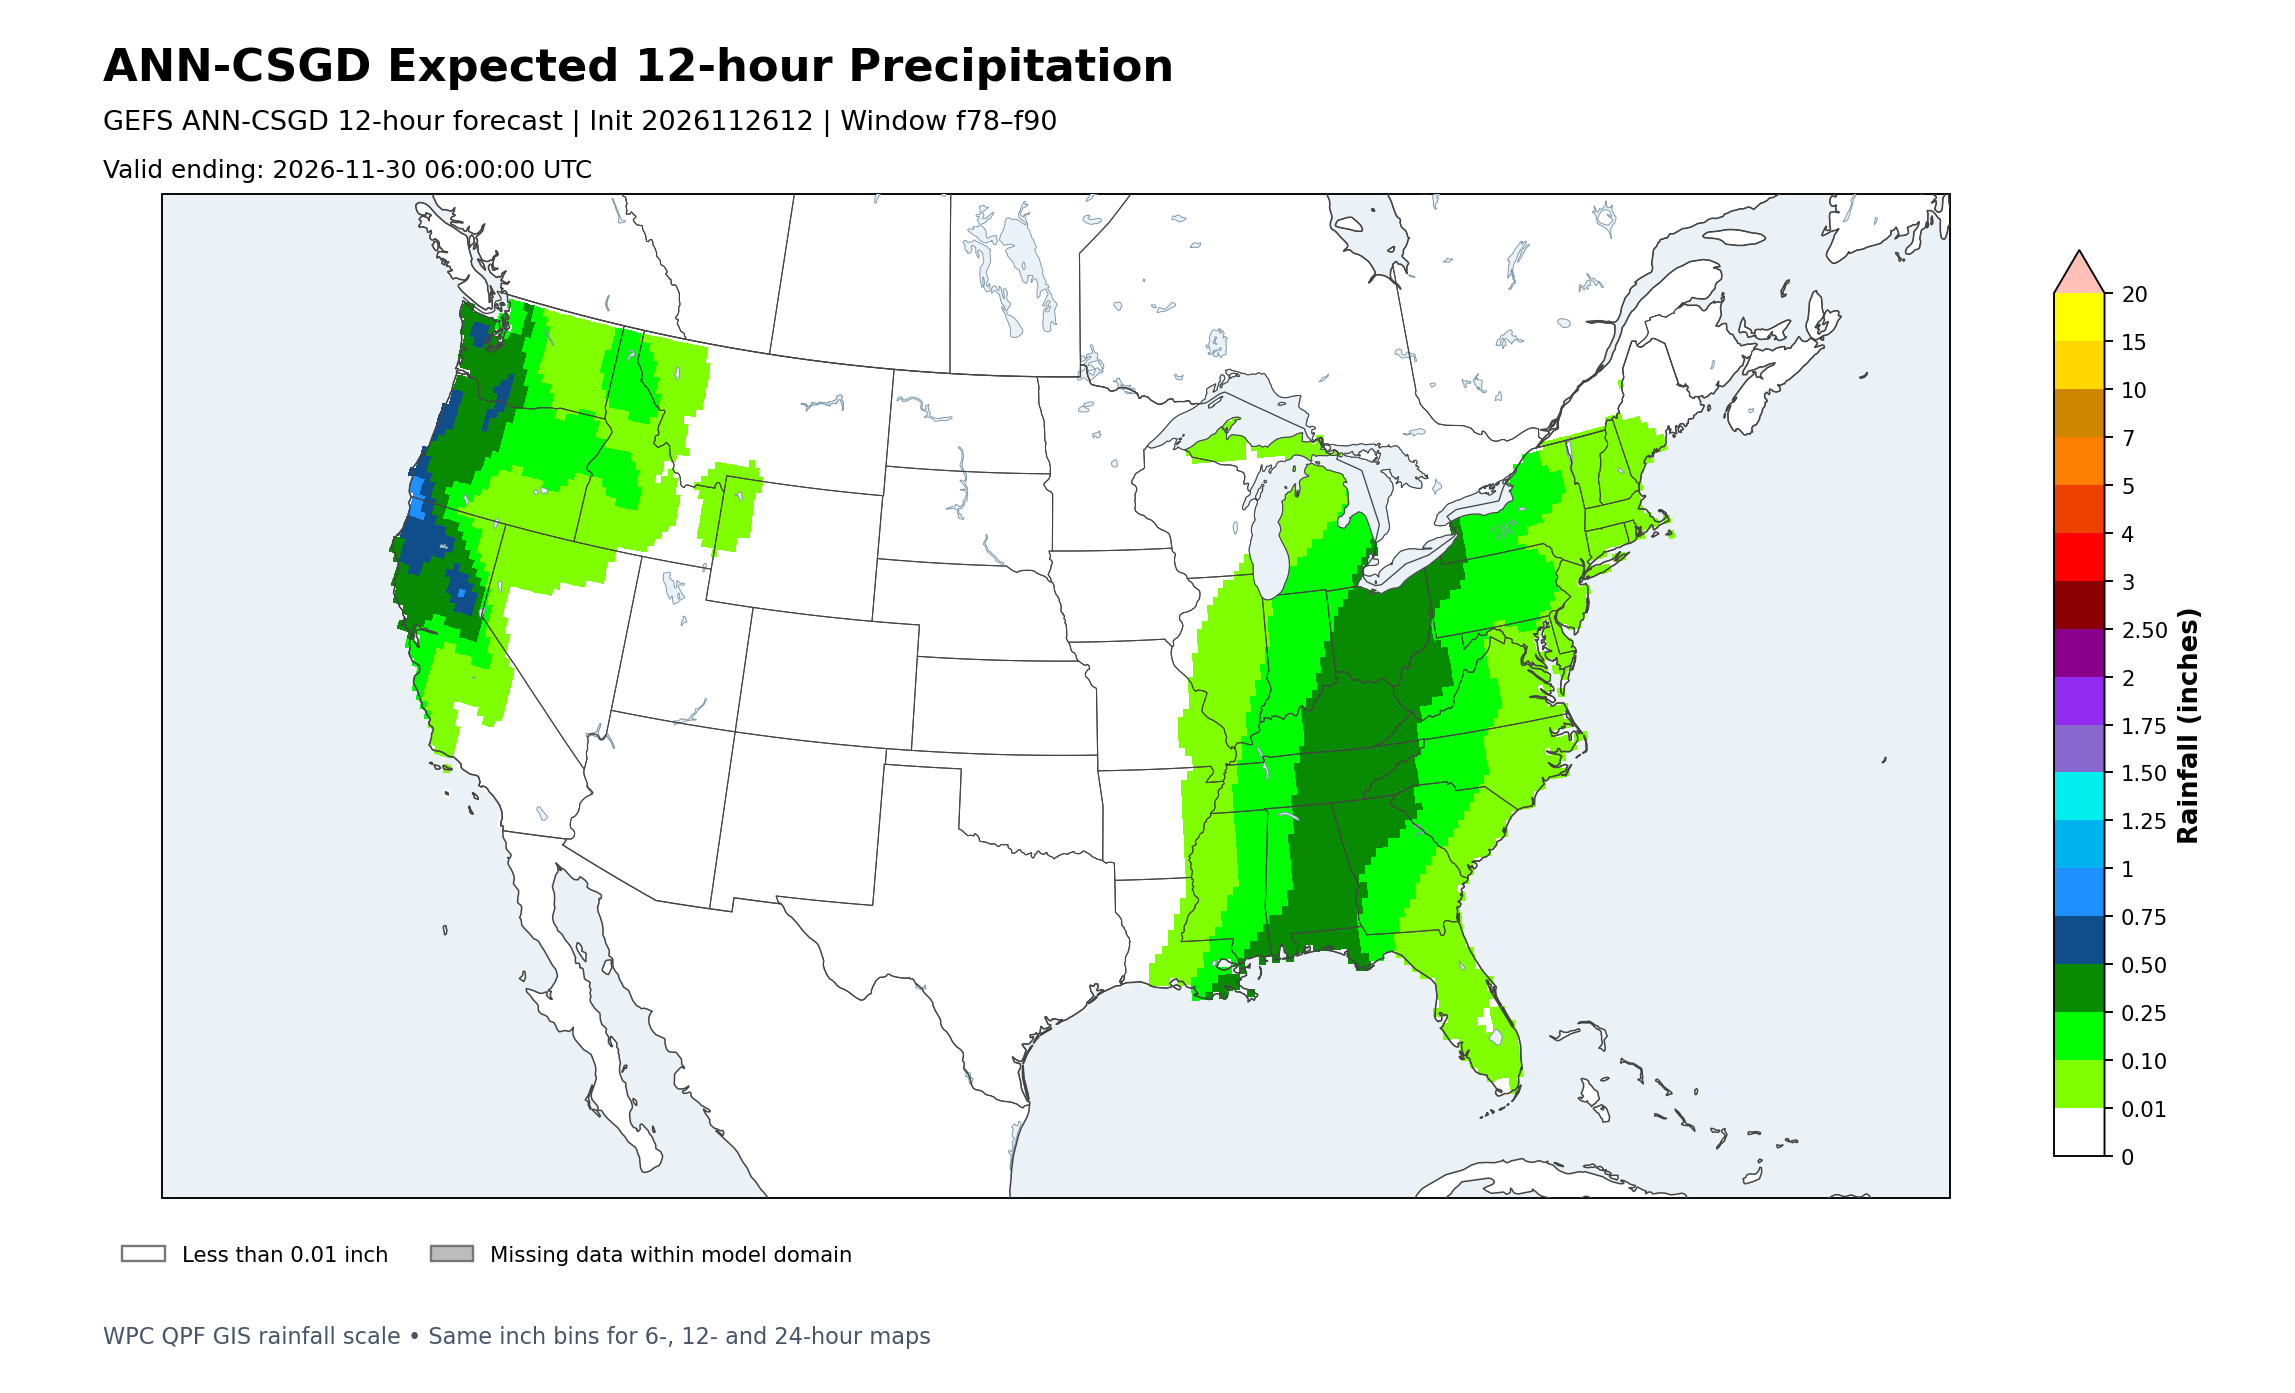 ANN-CSGD Expected 12-hour Precipitation
GEFS ANN-CSGD 12-hour forecast | Init 2026112612 | Window f78–f90
Valid ending: 2026-11-30 06:00:00 UTC
20
15
10
7
5
4
3
2.50
2
1.75
1.50
1.25
1
0.75
0.50
0.25
0.10
0.01
0
Rainfall (inches)
Less than 0.01 inch
Missing data within model domain
WPC QPF GIS rainfall scale • Same inch bins for 6-, 12- and 24-hour maps